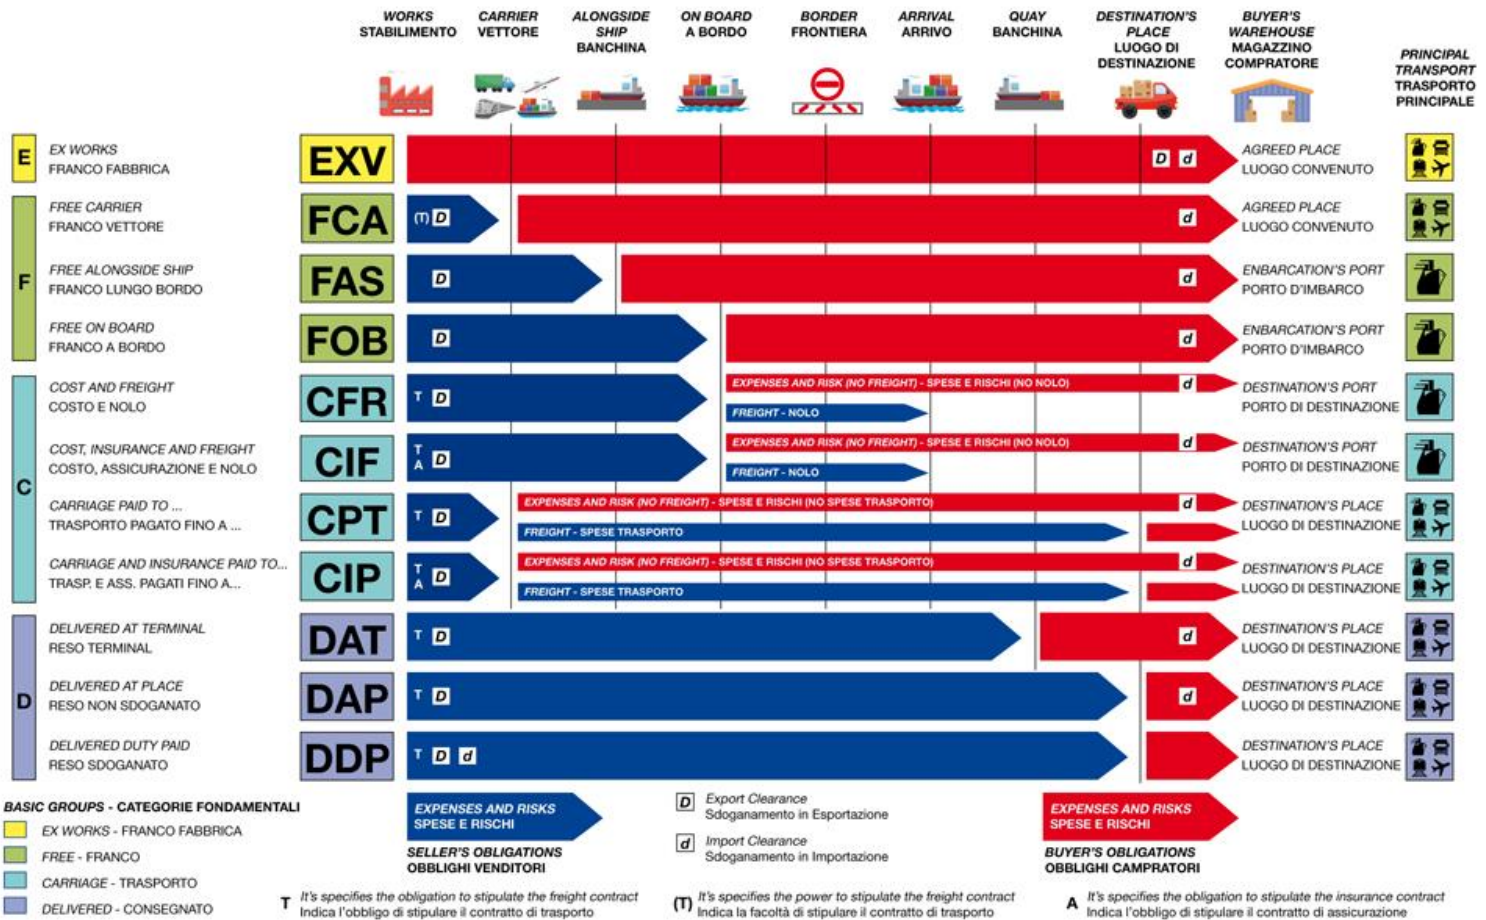 WORKS
STABILIMENTO
CARRIER
VETTORE
ALONGSIDE
SHIP
BANCHINA
ON BOARD
A BORDO
BORDER
FRONTIERA
ARRIVAL
ARRIVO
QUAY
BANCHINA
DESTINATION'S
PLACE
LUOGO DI
DESTINAZIONE
BUYER'S
WAREHOUSE
MAGAZZINO
COMPRATORE
PRINCIPAL
TRANSPORT
TRASPORTO
PRINCIPALE
E
EX WORKS
FRANCO FABBRICA
EXV
D d
AGREED PLACE
LUOGO CONVENUTO
F
FREE CARRIER
FRANCO VETTORE
FCA
(T) D
d
AGREED PLACE
LUOGO CONVENUTO
FREE ALONGSIDE SHIP
FRANCO LUNGO BORDO
FAS
D
d
ENBARCATION'S PORT
PORTO D'IMBARCO
FREE ON BOARD
FRANCO A BORDO
FOB
D
d
ENBARCATION'S PORT
PORTO D'IMBARCO
C
COST AND FREIGHT
COSTO E NOLO
CFR
T D
EXPENSES AND RISK (NO FREIGHT) - SPESE E RISCHI (NO NOLO)
d
FREIGHT - NOLO
DESTINATION'S PORT
PORTO DI DESTINAZIONE
COST, INSURANCE AND FREIGHT
COSTO, ASSICURAZIONE E NOLO
CIF
T
A D
EXPENSES AND RISK (NO FREIGHT) - SPESE E RISCHI (NO NOLO)
d
FREIGHT - NOLO
DESTINATION'S PORT
PORTO DI DESTINAZIONE
CARRIAGE PAID TO ...
TRASPORTO PAGATO FINO A ...
CPT
T D
EXPENSES AND RISK (NO FREIGHT) - SPESE E RISCHI (NO SPESE TRASPORTO)
d
FREIGHT - SPESE TRASPORTO
DESTINATION'S PLACE
LUOGO DI DESTINAZIONE
CARRIAGE AND INSURANCE PAID TO...
TRASP. E ASS. PAGATI FINO A...
CIP
T
A D
EXPENSES AND RISK (NO FREIGHT) - SPESE E RISCHI (NO SPESE TRASPORTO)
d
FREIGHT - SPESE TRASPORTO
DESTINATION'S PLACE
LUOGO DI DESTINAZIONE
D
DELIVERED AT TERMINAL
RESO TERMINAL
DAT
T D
d
DESTINATION'S PLACE
LUOGO DI DESTINAZIONE
DELIVERED AT PLACE
RESO NON SDOGANATO
DAP
T D
d
DESTINATION'S PLACE
LUOGO DI DESTINAZIONE
DELIVERED DUTY PAID
RESO SDOGANATO
DDP
T D d
DESTINATION'S PLACE
LUOGO DI DESTINAZIONE
BASIC GROUPS - CATEGORIE FONDAMENTALI
EX WORKS - FRANCO FABBRICA
FREE - FRANCO
CARRIAGE - TRASPORTO
DELIVERED - CONSEGNATO
EXPENSES AND RISKS
SPESE E RISCHI
SELLER'S OBLIGATIONS
OBBLIGHI VENDITORI
D Export Clearance
Sdoganamento in Esportazione
d Import Clearance
Sdoganamento in Importazione
EXPENSES AND RISKS
SPESE E RISCHI
BUYER'S OBLIGATIONS
OBBLIGHI CAMPRATORI
T It's specifies the obligation to stipulate the freight contract
Indica l'obbligo di stipulare il contratto di trasporto
(T) It's specifies the power to stipulate the freight contract
Indica la facoltà di stipulare il contratto di trasporto
A It's specifies the obligation to stipulate the insurance contract
Indica l'obbligo di stipulare il contratto di assicurazione